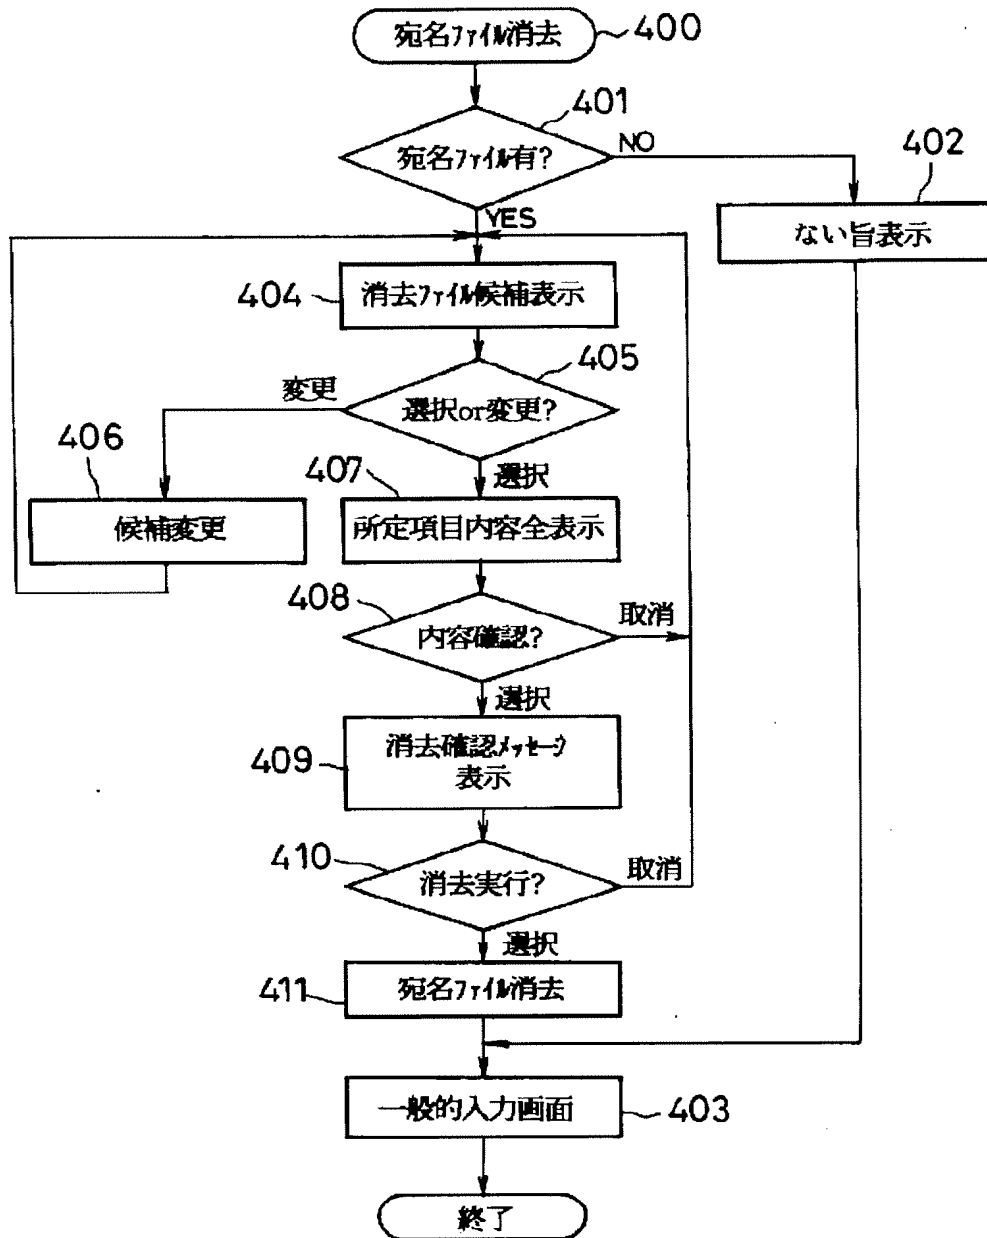 宛名ファイル消去
400
401
宛名ファイル有?
NO
402
YES
ない旨表示
404
消去ファイル候補表示
405
変更
選択or変更?
406
407
選択
候補変更
所定項目内容全表示
408
取消
内容確認?
選択
消去確認メッセージ
409
表示
410
取消
消去実行?
選択
宛名ファイル消去
411
一般的入力画面
403
終了